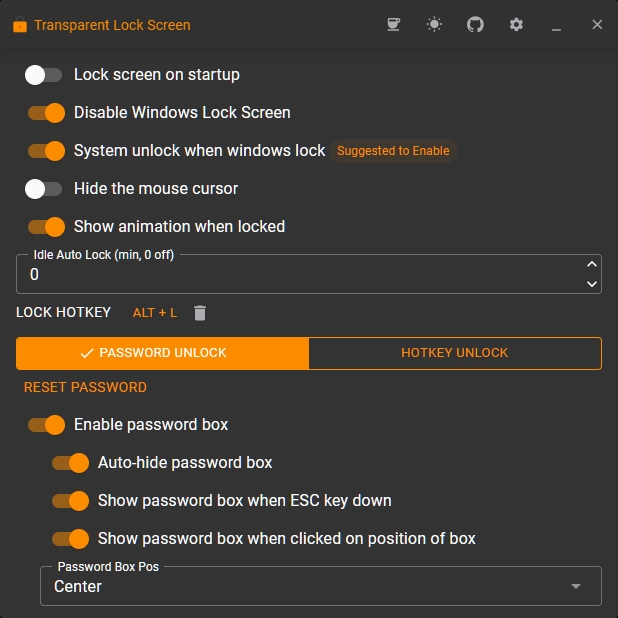 Transparent Lock Screen
Lock screen on startup
Disable Windows Lock Screen
System unlock when windows lock Suggested to Enable
Hide the mouse cursor
Show animation when locked
Idle Auto Lock (min, 0 off)
0
LOCK HOTKEY ALT + L
PASSWORD UNLOCK HOTKEY UNLOCK
RESET PASSWORD
Enable password box
Auto-hide password box
Show password box when ESC key down
Show password box when clicked on position of box
Password Box Pos
Center